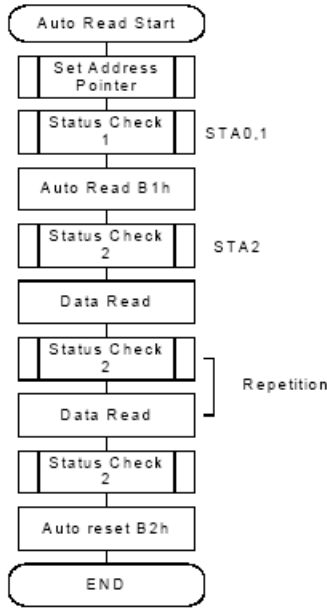 Auto Read Start
Set Address
Pointer
Status Check
1
STA0,1
Auto Read B1h
Status Check
2
STA2
Data Read
Status Check
2
Repetition
Data Read
Status Check
2
Auto reset B2h
END